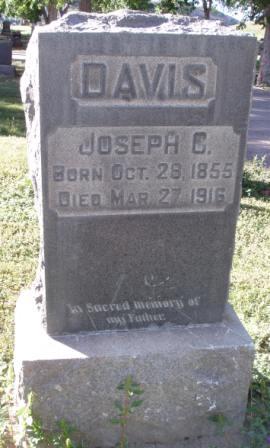 DAVIS
JOSEPH C.
BORN OCT. 28, 1855
DIED MAR. 27, 1916
In Sacred memory of
my Father.